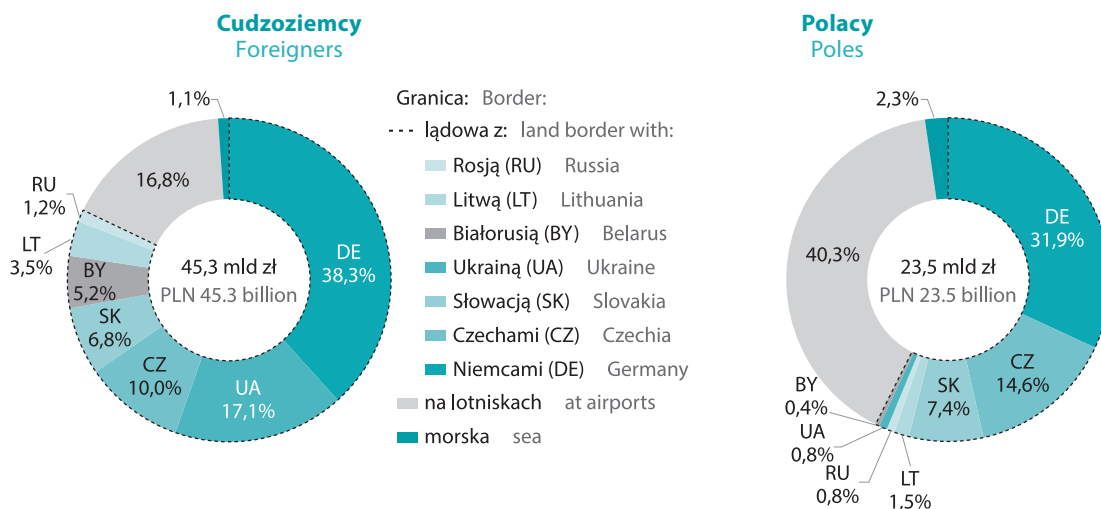 Cudzoziemcy
Foreigners
1,1%
16,8%
RU
1,2%
LT
3,5%
BY
5,2%
SK
6,8%
CZ
10,0%
UA
17,1%
DE
38,3%
45,3 mld zł
PLN 45.3 billion
Granica: Border:
lądowa z: land border with:
Rosją (RU) Russia
Litwą (LT) Lithuania
Białorusią (BY) Belarus
Ukrainą (UA) Ukraine
Słowacją (SK) Slovakia
Czechami (CZ) Czechia
Niemcami (DE) Germany
na lotniskach at airports
morska sea
Polacy
Poles
2,3%
40,3%
DE
31,9%
23,5 mld zł
PLN 23.5 billion
CZ
14,6%
SK
7,4%
BY
0,4%
UA
0,8%
RU
0,8%
LT
1,5%